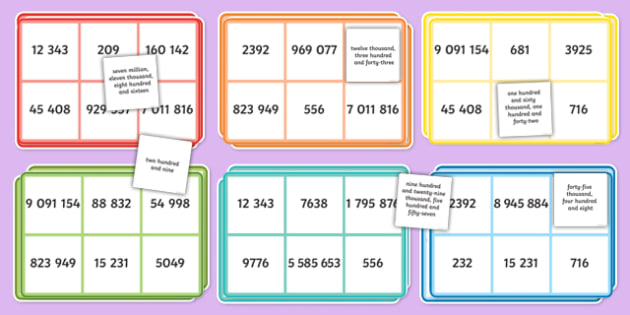 12 343 209 160 142
seven million,
eleven thousand,
eight hundred
and sixteen
45 408 929 557 7 011 816
2392 969 077
twelve thousand,
three hundred
and forty-three
823 949 556 7 011 816
9 091 154 681 3925
one hundred
and sixty
thousand, one
hundred and
forty-two
45 408 716
two hundred
and nine
9 091 154 88 832 54 998
823 949 15 231 5049
12 343 7638 1 795 876
nine hundred
and twenty-nine
thousand, five
hundred and
fifty-seven
9776 5 585 653 556
2392 8 945 884
forty-five
thousand,
four hundred
and eight
232 15 231 716